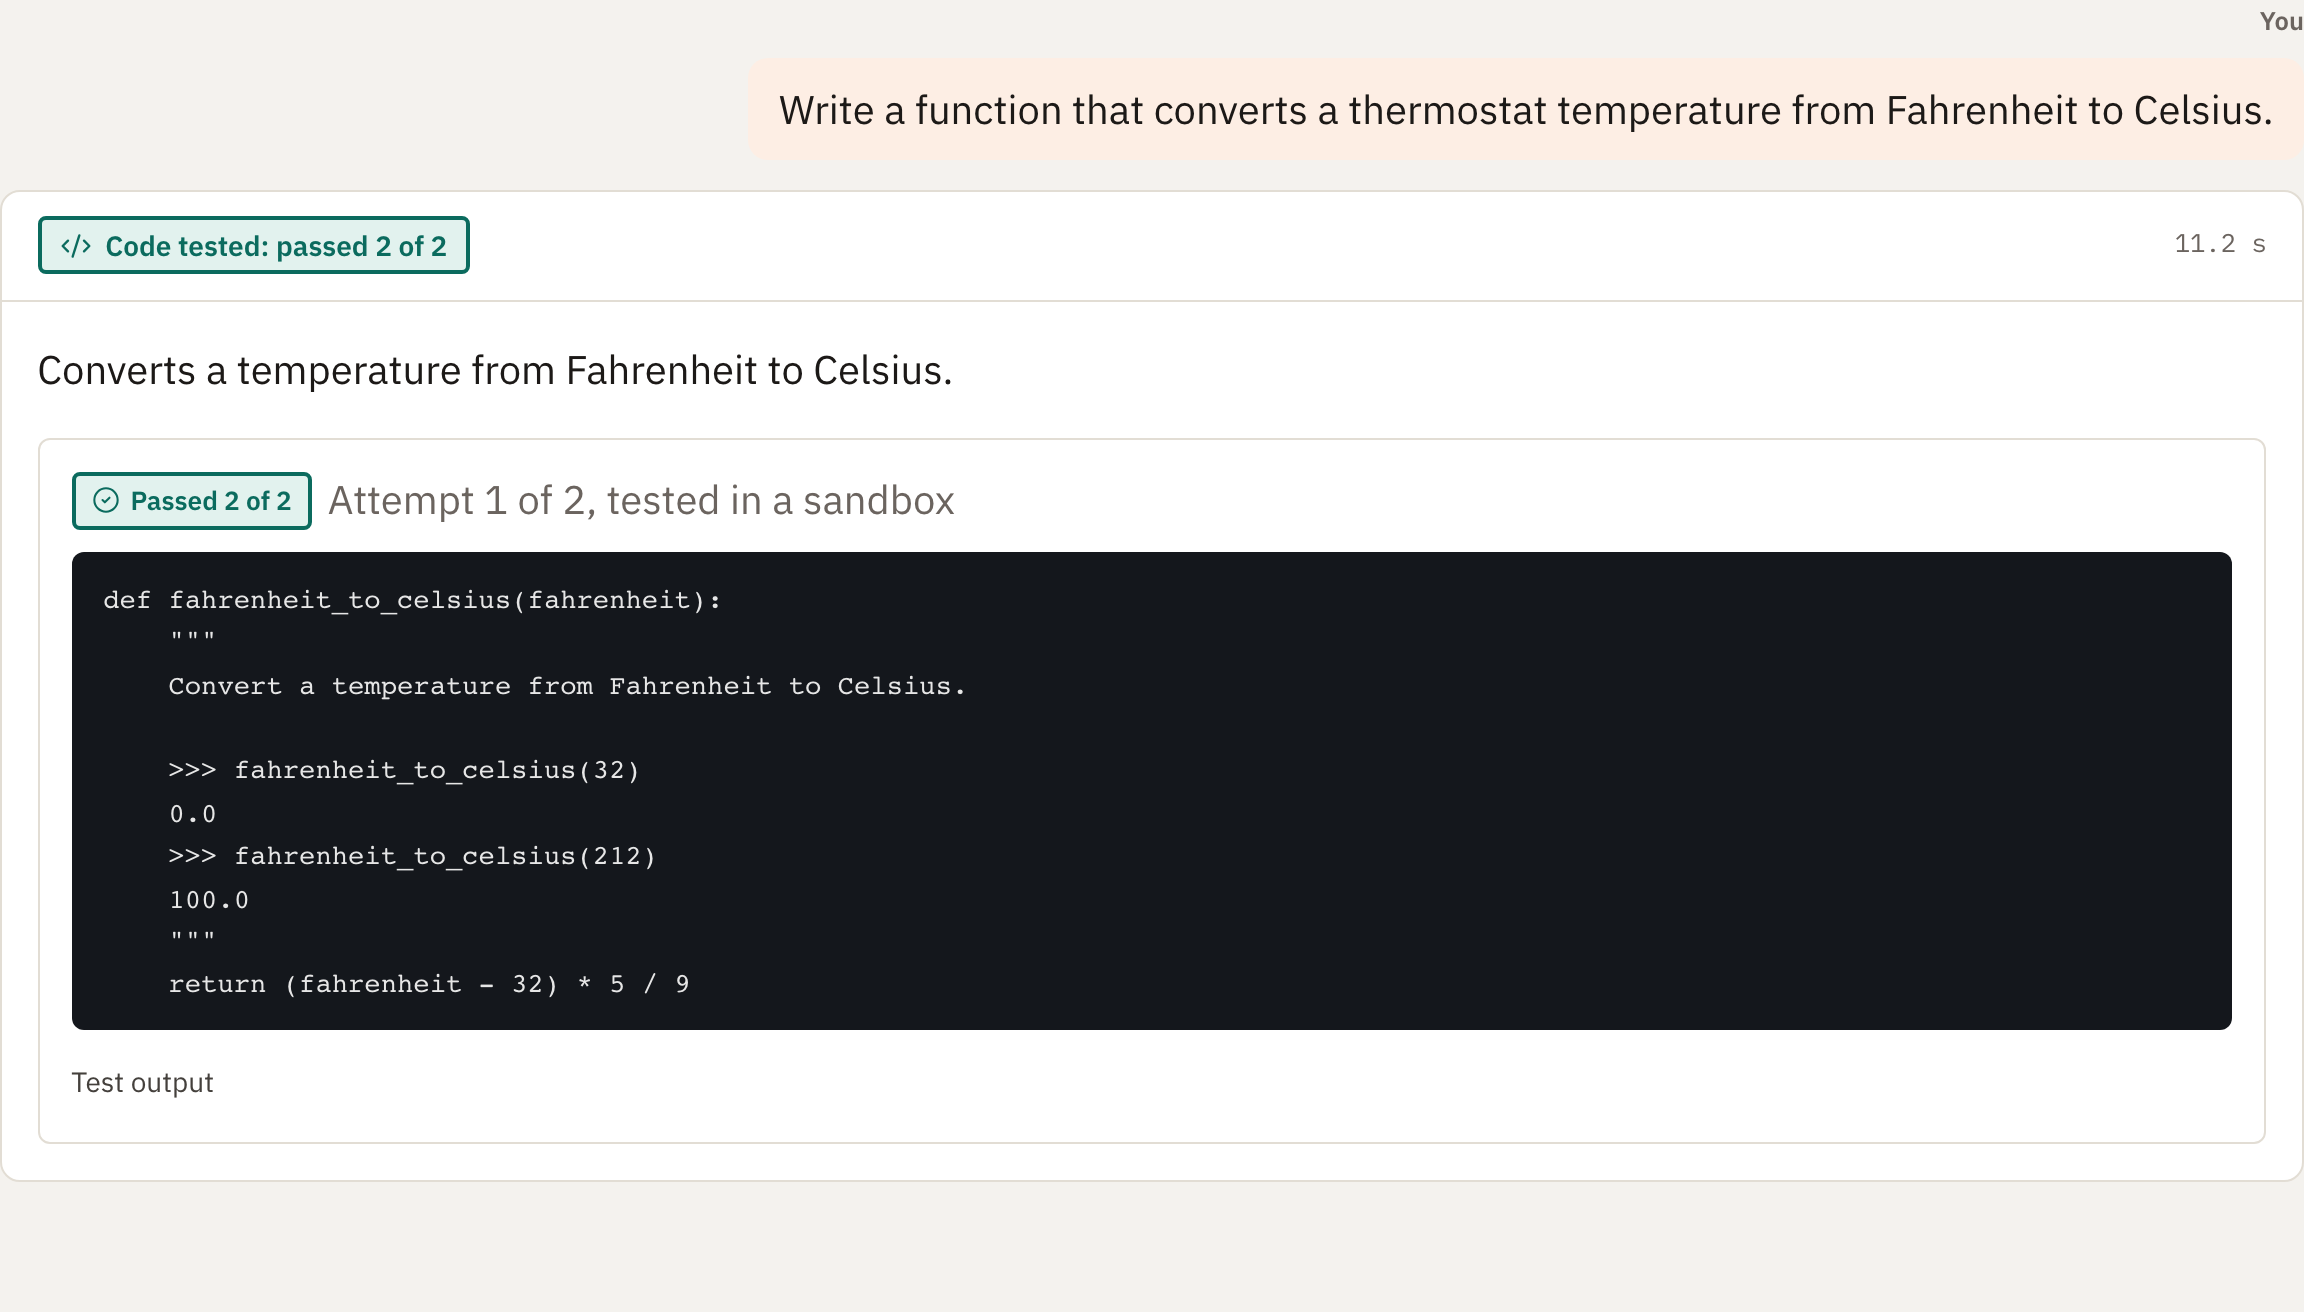 You
Write a function that converts a thermostat temperature from Fahrenheit to Celsius.
</> Code tested: passed 2 of 2
11.2 s
Converts a temperature from Fahrenheit to Celsius.
Passed 2 of 2 Attempt 1 of 2, tested in a sandbox
def fahrenheit_to_celsius(fahrenheit):
    """
    Convert a temperature from Fahrenheit to Celsius.

    >>> fahrenheit_to_celsius(32)
    0.0
    >>> fahrenheit_to_celsius(212)
    100.0
    """
    return (fahrenheit - 32) * 5 / 9
Test output